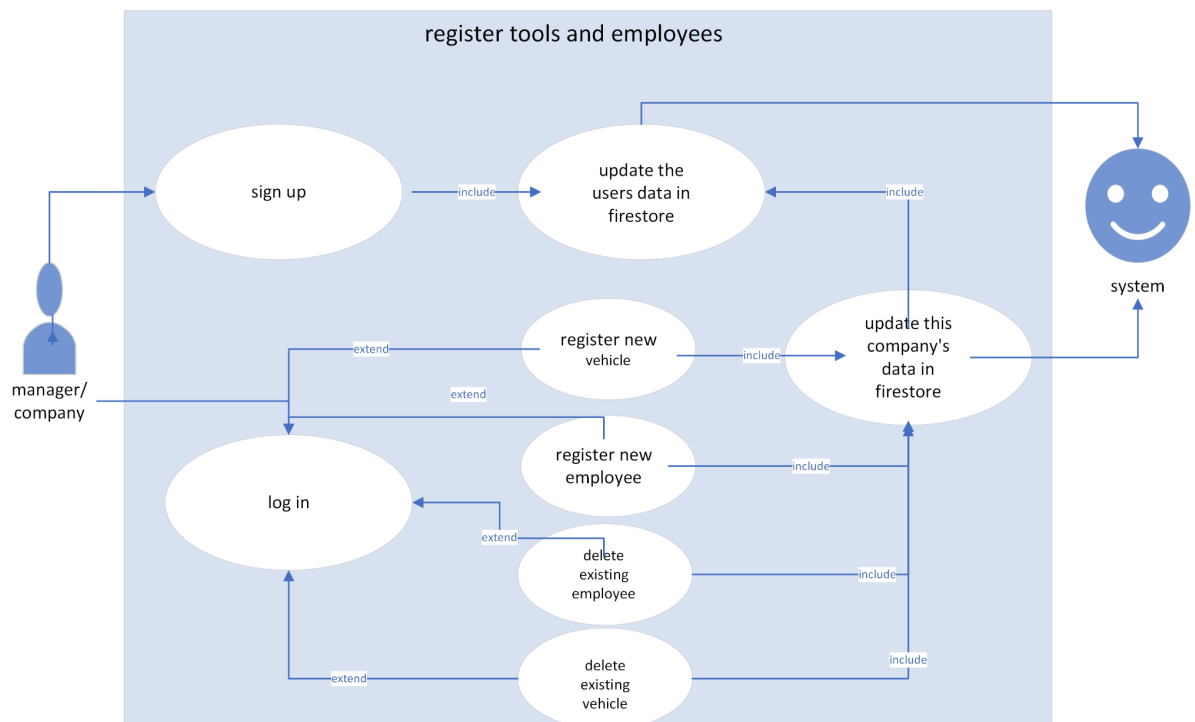 register tools and employees
sign up
include
update the
users data in
firestore
include
system
manager/
company
extend
register new
vehicle
include
update this
company's
data in
firestore
extend
register new
employee
include
log in
extend
delete
existing
employee
include
extend
delete
existing
vehicle
include